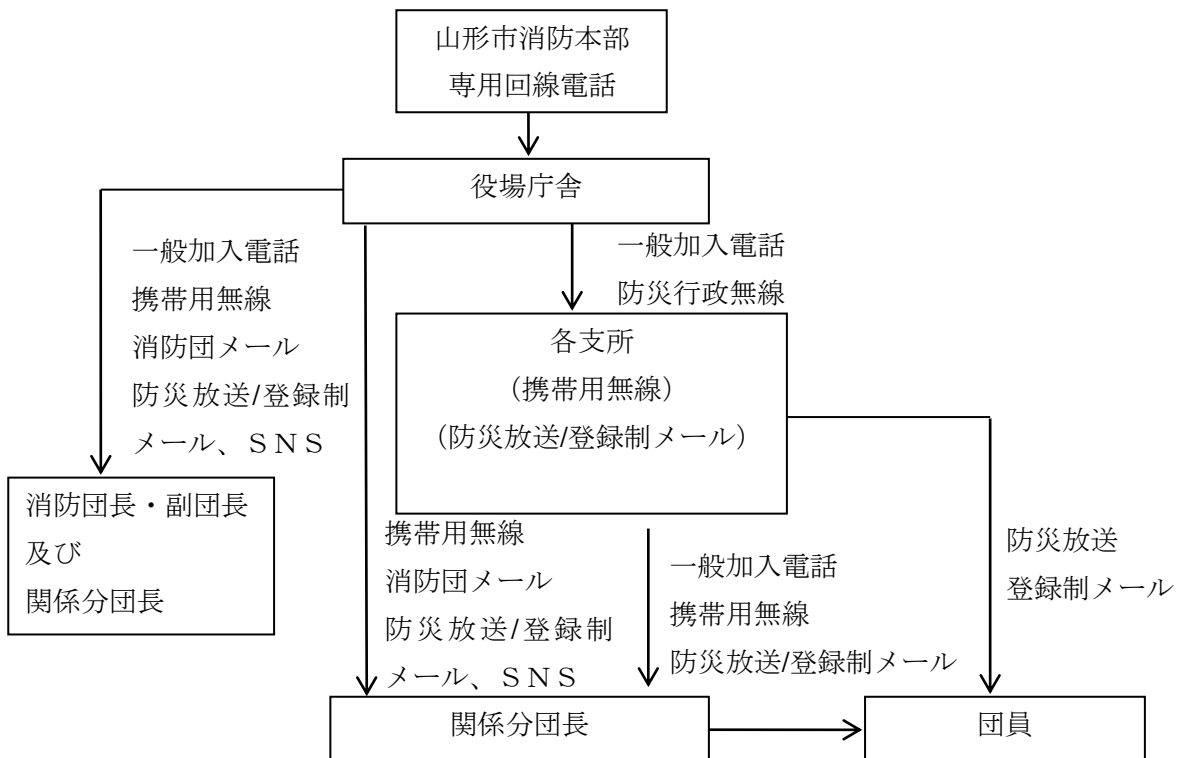 山形市消防本部
専用回線電話
役場庁舎
一般加入電話
携帯用無線
消防団メール
防災放送/登録制
メール、ＳＮＳ
一般加入電話
防災行政無線
各支所
（携帯用無線）
（防災放送/登録制メール）
消防団長・副団長
及び
関係分団長
携帯用無線
消防団メール
防災放送/登録制
メール、ＳＮＳ
一般加入電話
携帯用無線
防災放送/登録制メール
防災放送
登録制メール
関係分団長
団員